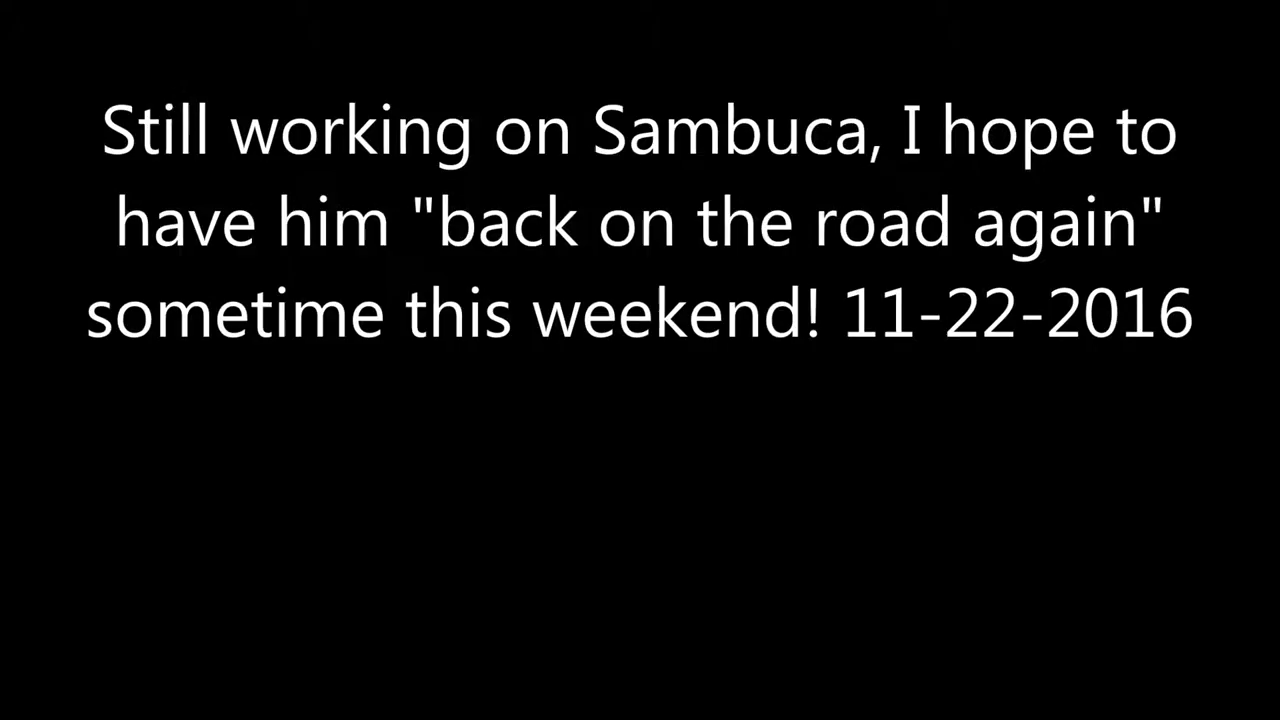 Still working on Sambuca, I hope to
have him "back on the road again"
sometime this weekend! 11-22-2016